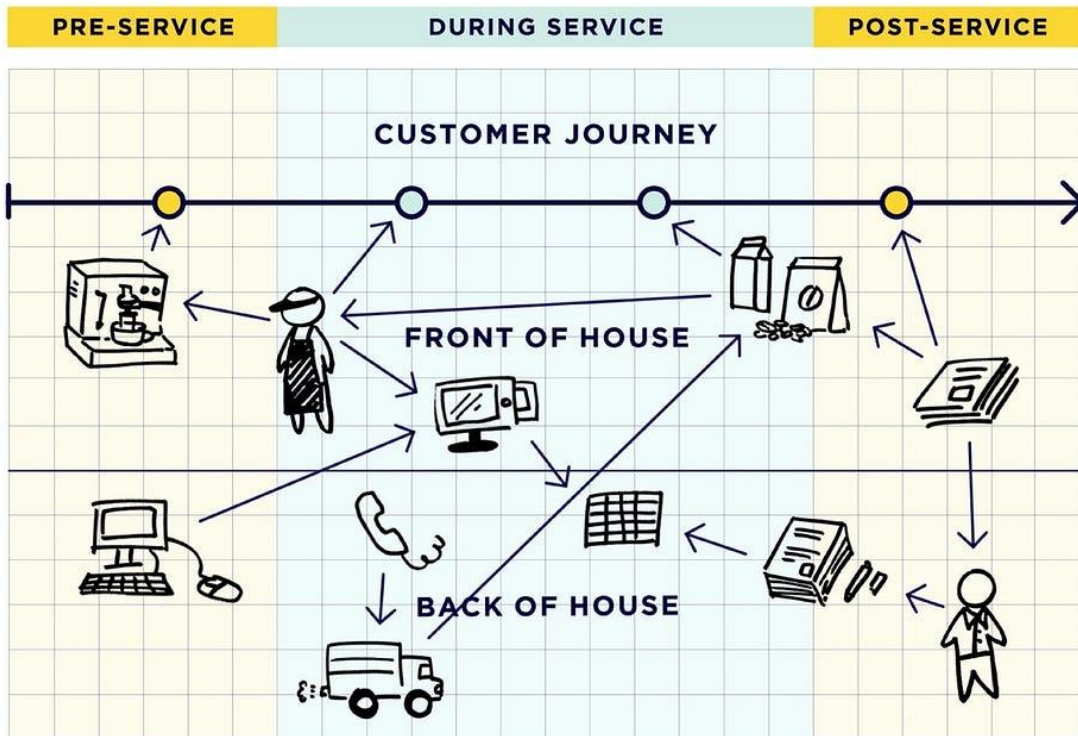 PRE-SERVICE
DURING SERVICE
POST-SERVICE
CUSTOMER JOURNEY
FRONT OF HOUSE
BACK OF HOUSE